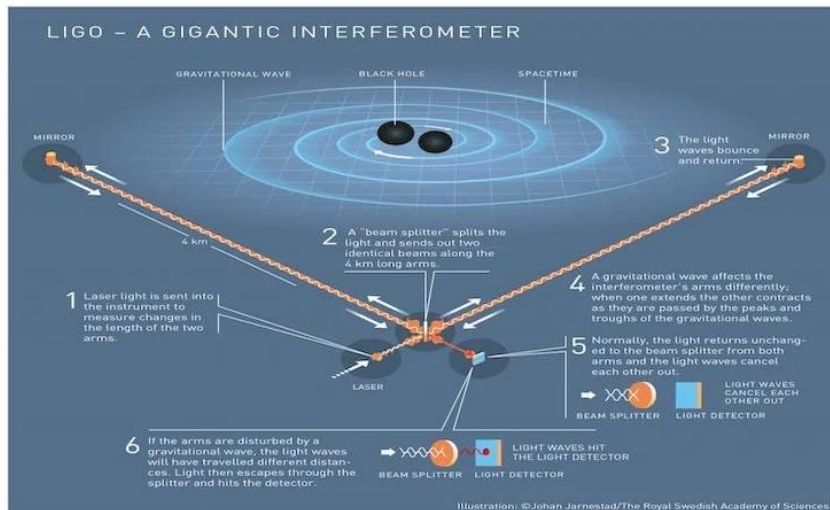 LIGO – A GIGANTIC INTERFEROMETER
GRAVITATIONAL WAVE
BLACK HOLE
SPACETIME
MIRROR
3 The light
waves bounce
and return.
MIRROR
4 km
2 A "beam splitter" splits the
light and sends out two
identical beams along the
4 km long arms.
1 Laser light is sent into
the instrument to
measure changes in
the length of the two
arms.
4 A gravitational wave affects the
interferometer's arms differently;
when one extends the other contracts
as they are passed by the peaks and
troughs of the gravitational waves.
5 Normally, the light returns unchang-
ed to the beam splitter from both
arms and the light waves cancel
each other out.
LASER
LIGHT WAVES
CANCEL EACH
OTHER OUT
BEAM SPLITTER
LIGHT DETECTOR
6 If the arms are disturbed by a
gravitational wave, the light waves
will have travelled different distan-
ces. Light then escapes through the
splitter and hits the detector.
LIGHT WAVES HIT
THE LIGHT DETECTOR
BEAM SPLITTER
LIGHT DETECTOR
Illustration: ©Johan Jarnestad/The Royal Swedish Academy of Sciences